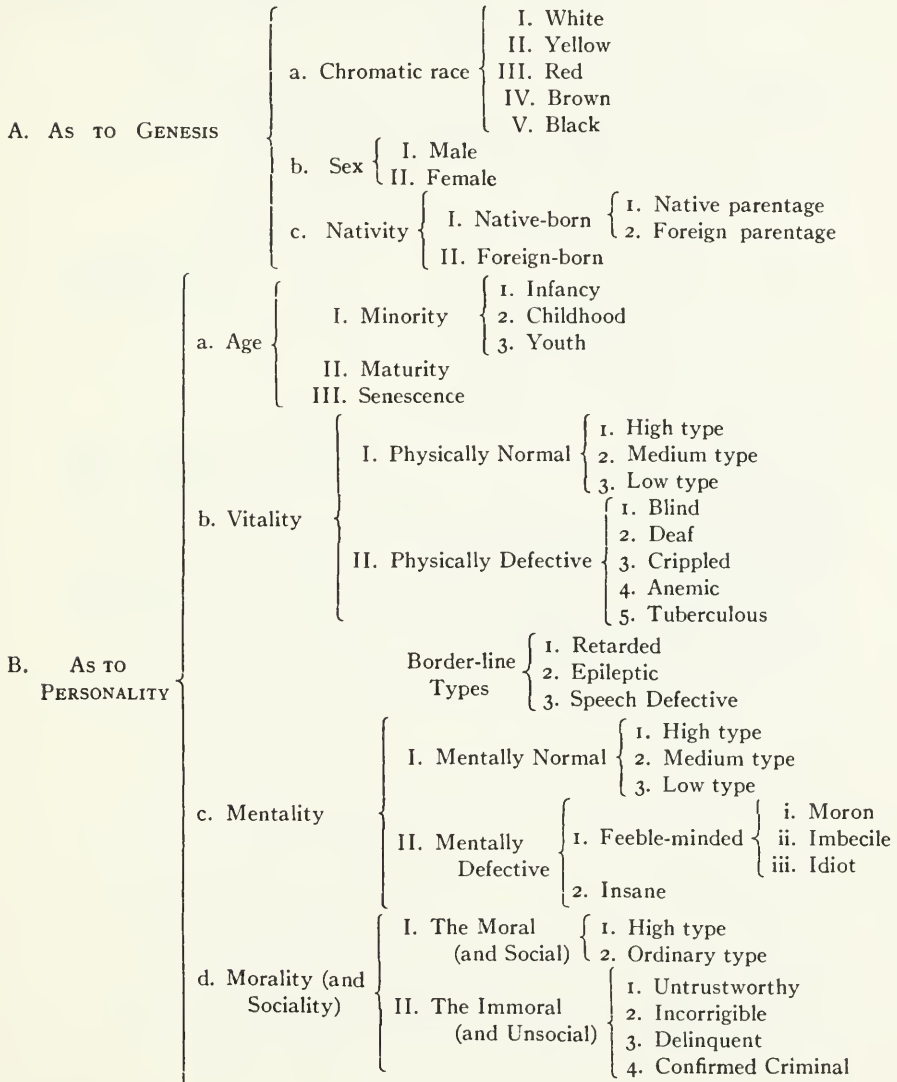 I. White
II. Yellow
a. Chromatic race III. Red
IV. Brown
V. Black
A. As to Genesis
b. Sex I. Male
II. Female
c. Nativity I. Native-born 1. Native parentage
2. Foreign parentage
II. Foreign-born
a. Age I. Minority 1. Infancy
2. Childhood
3. Youth
II. Maturity
III. Senescence
b. Vitality I. Physically Normal 1. High type
2. Medium type
3. Low type
II. Physically Defective 1. Blind
2. Deaf
3. Crippled
4. Anemic
5. Tuberculous
B. As to
Personality
Border-line
Types
1. Retarded
2. Epileptic
3. Speech Defective
c. Mentality I. Mentally Normal 1. High type
2. Medium type
3. Low type
II. Mentally
Defective
1. Feeble-minded i. Moron
ii. Imbecile
iii. Idiot
2. Insane
d. Morality (and
Sociality)
I. The Moral
(and Social)
1. High type
2. Ordinary type
II. The Immoral
(and Unsocial)
1. Untrustworthy
2. Incorrigible
3. Delinquent
4. Confirmed Criminal